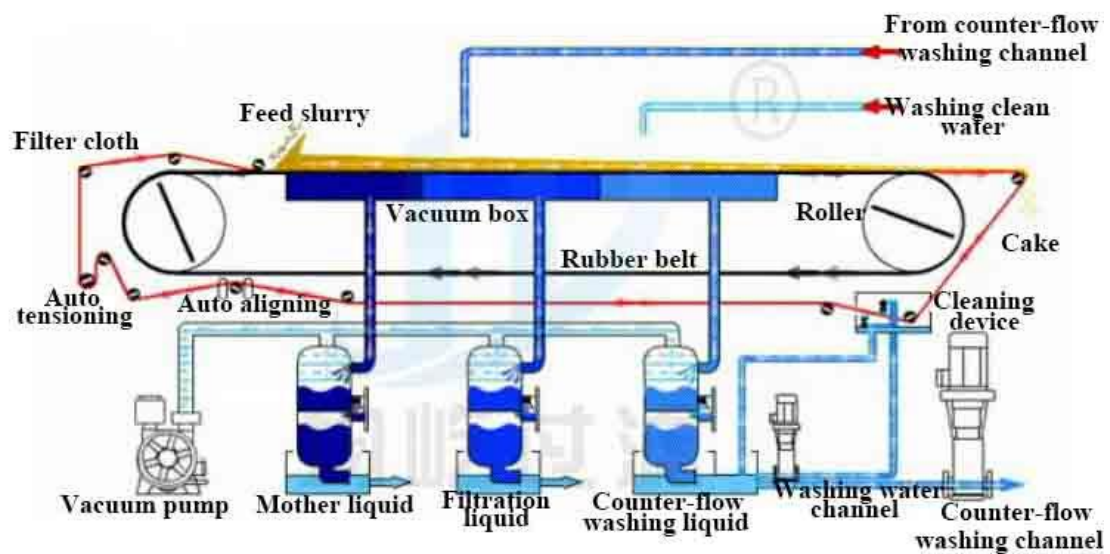 From counter-flow
washing channel
®
Feed slurry
Washing clean
water
Filter cloth
Vacuum box
Roller
Cake
Rubber belt
Auto
tensioning
Auto aligning
Cleaning
device
Vacuum pump
Mother liquid
Filtration
liquid
Counter-flow
washing liquid
Washing water
channel
Counter-flow
washing channel